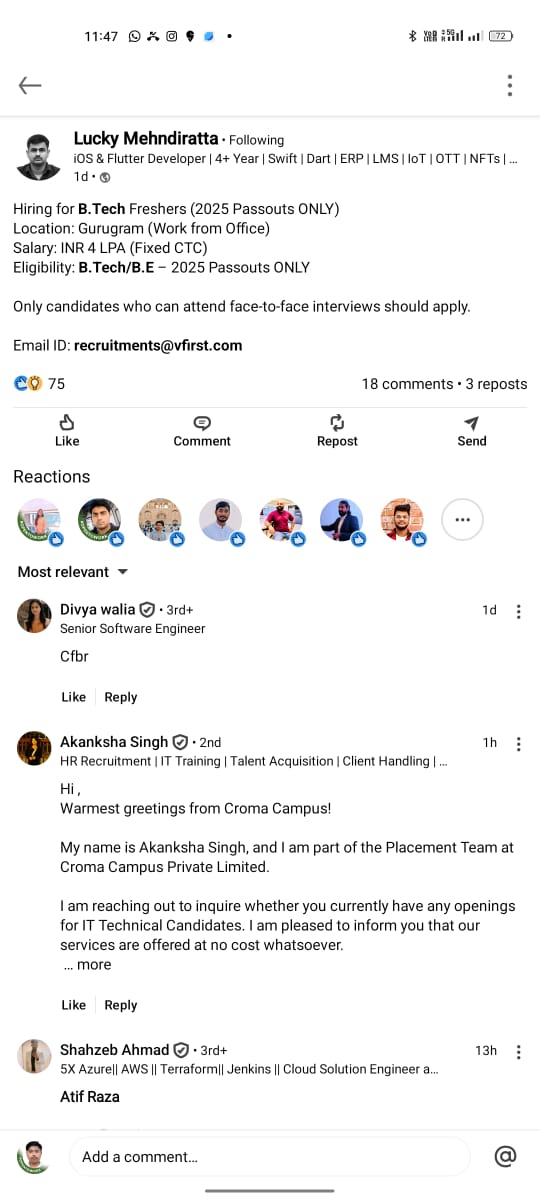 11:47
72
Lucky Mehndiratta • Following
iOS & Flutter Developer | 4+ Year | Swift | Dart | ERP | LMS | IoT | OTT | NFTs | ...
1d •
Hiring for B.Tech Freshers (2025 Passouts ONLY)
Location: Gurugram (Work from Office)
Salary: INR 4 LPA (Fixed CTC)
Eligibility: B.Tech/B.E – 2025 Passouts ONLY
Only candidates who can attend face-to-face interviews should apply.
Email ID: recruitments@vfirst.com
75
18 comments • 3 reposts
Like
Comment
Repost
Send
Reactions
Most relevant
Divya walia • 3rd+
1d
Senior Software Engineer
Cfbr
Like
Reply
Akanksha Singh • 2nd
1h
HR Recruitment | IT Training | Talent Acquisition | Client Handling | ...
Hi ,
Warmest greetings from Croma Campus!
My name is Akanksha Singh, and I am part of the Placement Team at
Croma Campus Private Limited.
I am reaching out to inquire whether you currently have any openings
for IT Technical Candidates. I am pleased to inform you that our
services are offered at no cost whatsoever.
... more
Like
Reply
Shahzeb Ahmad • 3rd+
13h
5X Azure|| AWS || Terraform|| Jenkins || Cloud Solution Engineer a...
Atif Raza
Add a comment...
@